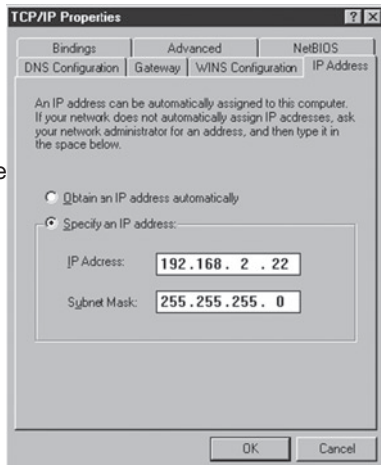 TCP/IP Properties
Bindings Advanced NetBIOS
DNS Configuration Gateway WINS Configuration IP Address
An IP address can be automatically assigned to this computer.
If your network does not automatically assign IP acdresses, ask
your network administrator for an address, and then type it in
the space below.
e
Obtain an IP address automatically
Specify an IP address:
IP Adcress: 192.168. 2 .22
Subnet Mask: 255.255.255. 0
OK Cancel